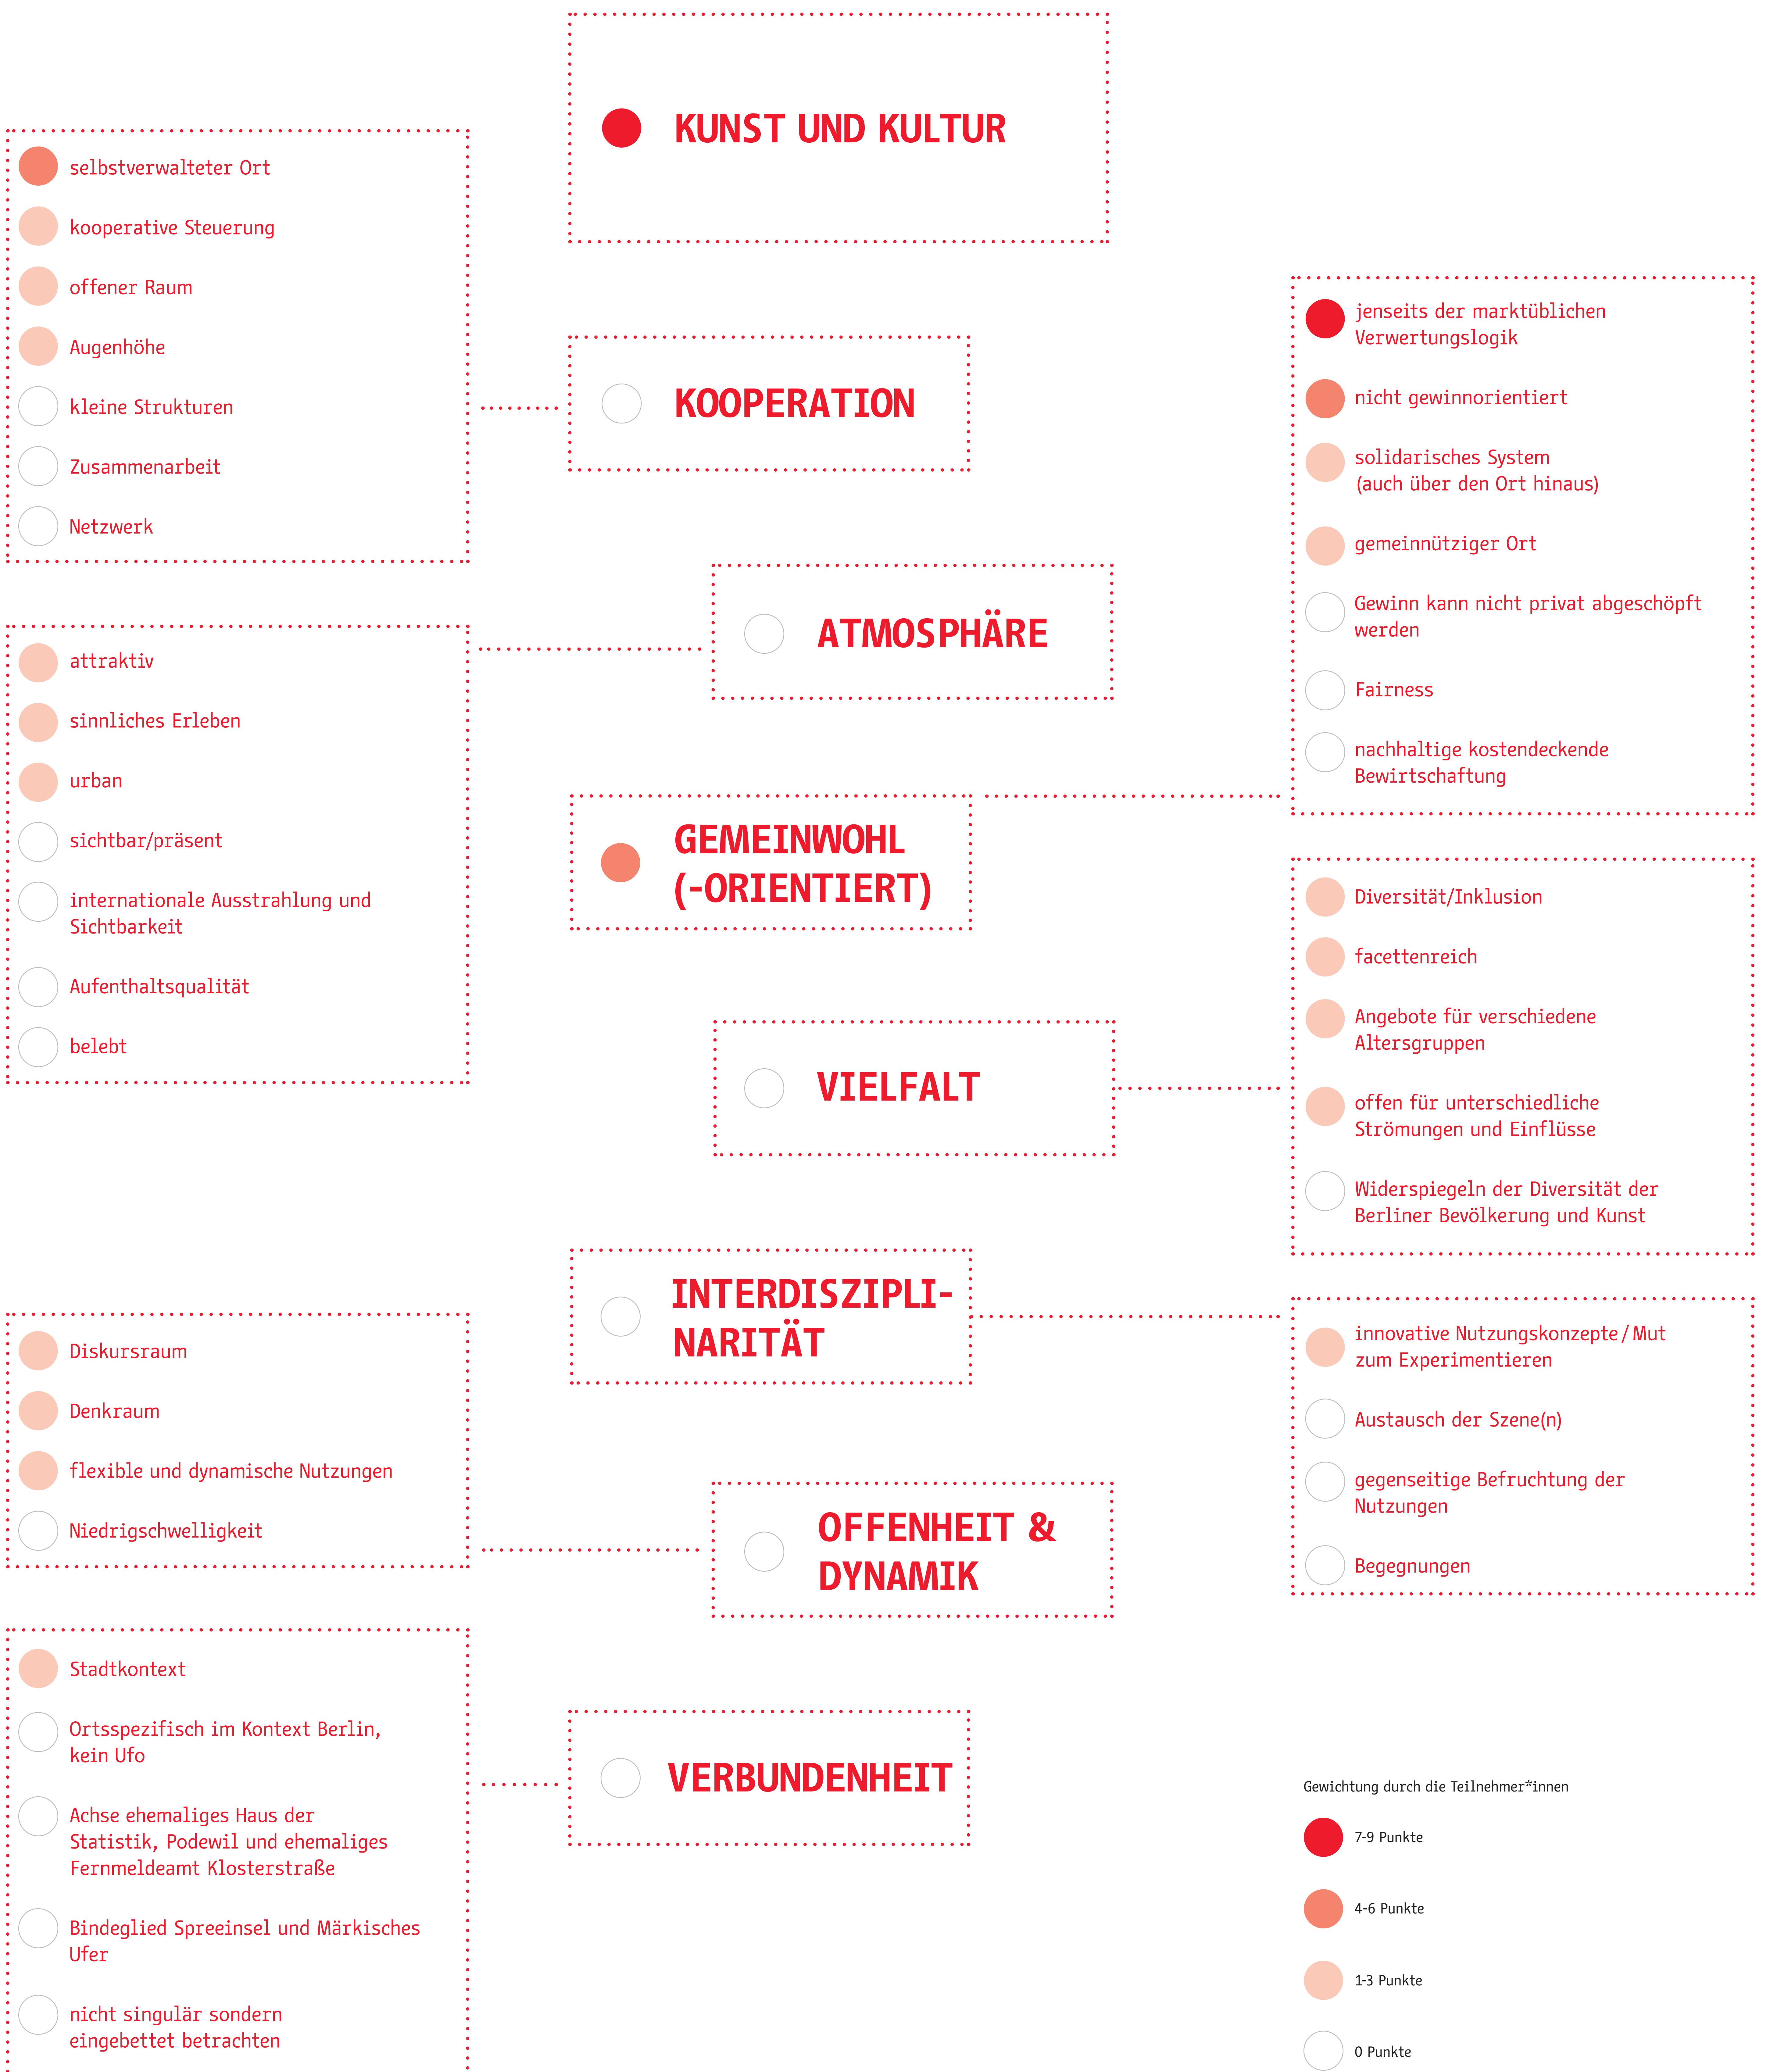 KUNST UND KULTUR
selbstverwalteter Ort
kooperative Steuerung
offener Raum
Augenhöhe
kleine Strukturen
Zusammenarbeit
Netzwerk
KOOPERATION
jenseits der marktüblichen
Verwertungslogik
nicht gewinnorientiert
solidarisches System
(auch über den Ort hinaus)
gemeinnütziger Ort
Gewinn kann nicht privat abgeschöpft
werden
Fairness
nachhaltige kostendeckende
Bewirtschaftung
ATMOSPHÄRE
attraktiv
sinnliches Erleben
urban
sichtbar/präsent
internationale Ausstrahlung und
Sichtbarkeit
Aufenthaltsqualität
belebt
GEMEINWOHL
(-ORIENTIERT)
Diversität/Inklusion
facettenreich
Angebote für verschiedene
Altersgruppen
offen für unterschiedliche
Strömungen und Einflüsse
Widerspiegeln der Diversität der
Berliner Bevölkerung und Kunst
VIELFALT
INTERDISZIPLI-
NARITÄT
innovative Nutzungskonzepte/Mut
zum Experimentieren
Austausch der Szene(n)
gegenseitige Befruchtung der
Nutzungen
Begegnungen
Diskursraum
Denkraum
flexible und dynamische Nutzungen
Niedrigschwelligkeit
OFFENHEIT &
DYNAMIK
Stadtkontext
Ortsspezifisch im Kontext Berlin,
kein Ufo
Achse ehemaliges Haus der
Statistik, Podewil und ehemaliges
Fernmeldeamt Klosterstraße
Bindeglied Spreeinsel und Märkisches
Ufer
nicht singulär sondern
eingebettet betrachten
VERBUNDENHEIT
Gewichtung durch die Teilnehmer*innen
7-9 Punkte
4-6 Punkte
1-3 Punkte
0 Punkte